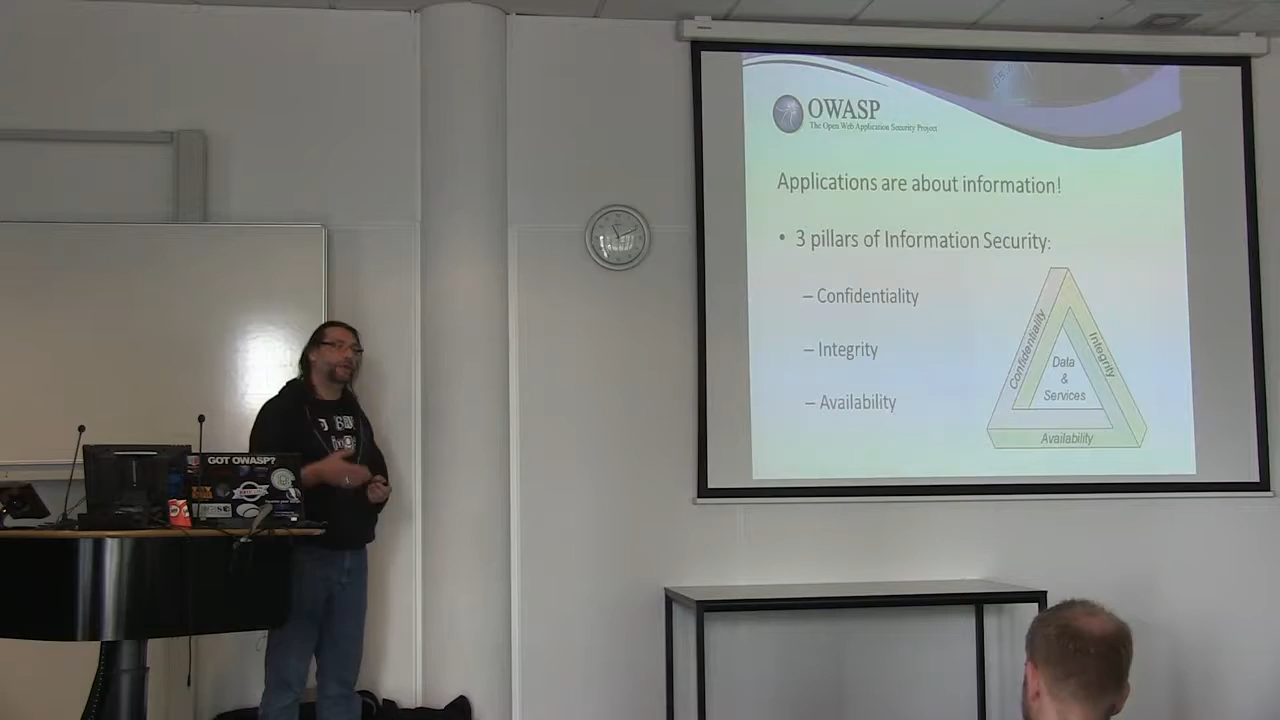 OWASP
The Open Web Application Security Project
Applications are about information!
• 3 pillars of Information Security:
– Confidentiality
– Integrity
– Availability
Confidentiality
Integrity
Data
&
Services
Availability
GOT OWASP?